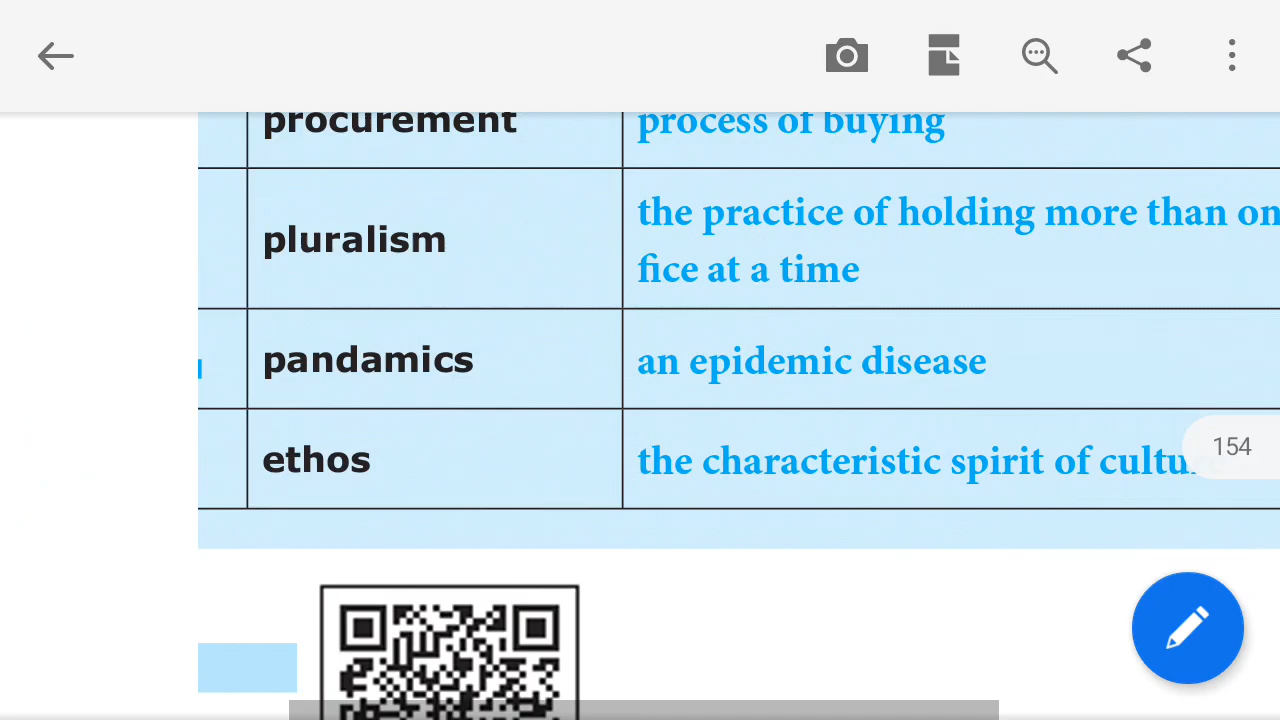 procurement process of buying
pluralism the practice of holding more than on
fice at a time
pandamics an epidemic disease
ethos the characteristic spirit of culture
154